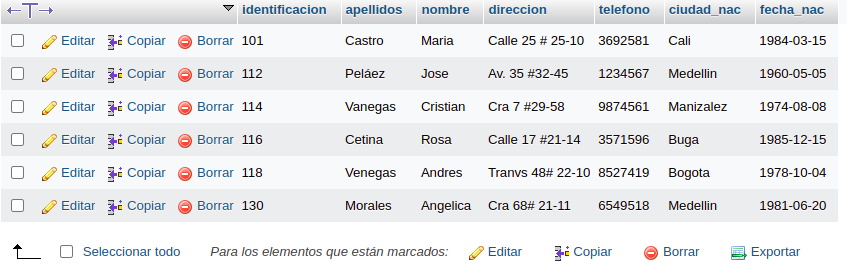 identificacion apellidos nombre direccion telefono ciudad_nac fecha_nac
Editar Copiar Borrar 101 Castro Maria Calle 25 # 25-10 3692581 Cali 1984-03-15
Editar Copiar Borrar 112 Peláez Jose Av. 35 #32-45 1234567 Medellin 1960-05-05
Editar Copiar Borrar 114 Vanegas Cristian Cra 7 #29-58 9874561 Manizalez 1974-08-08
Editar Copiar Borrar 116 Cetina Rosa Calle 17 #21-14 3571596 Buga 1985-12-15
Editar Copiar Borrar 118 Venegas Andres Tranvs 48# 22-10 8527419 Bogota 1978-10-04
Editar Copiar Borrar 130 Morales Angelica Cra 68# 21-11 6549518 Medellin 1981-06-20
Seleccionar todo Para los elementos que están marcados: Editar Copiar Borrar Exportar